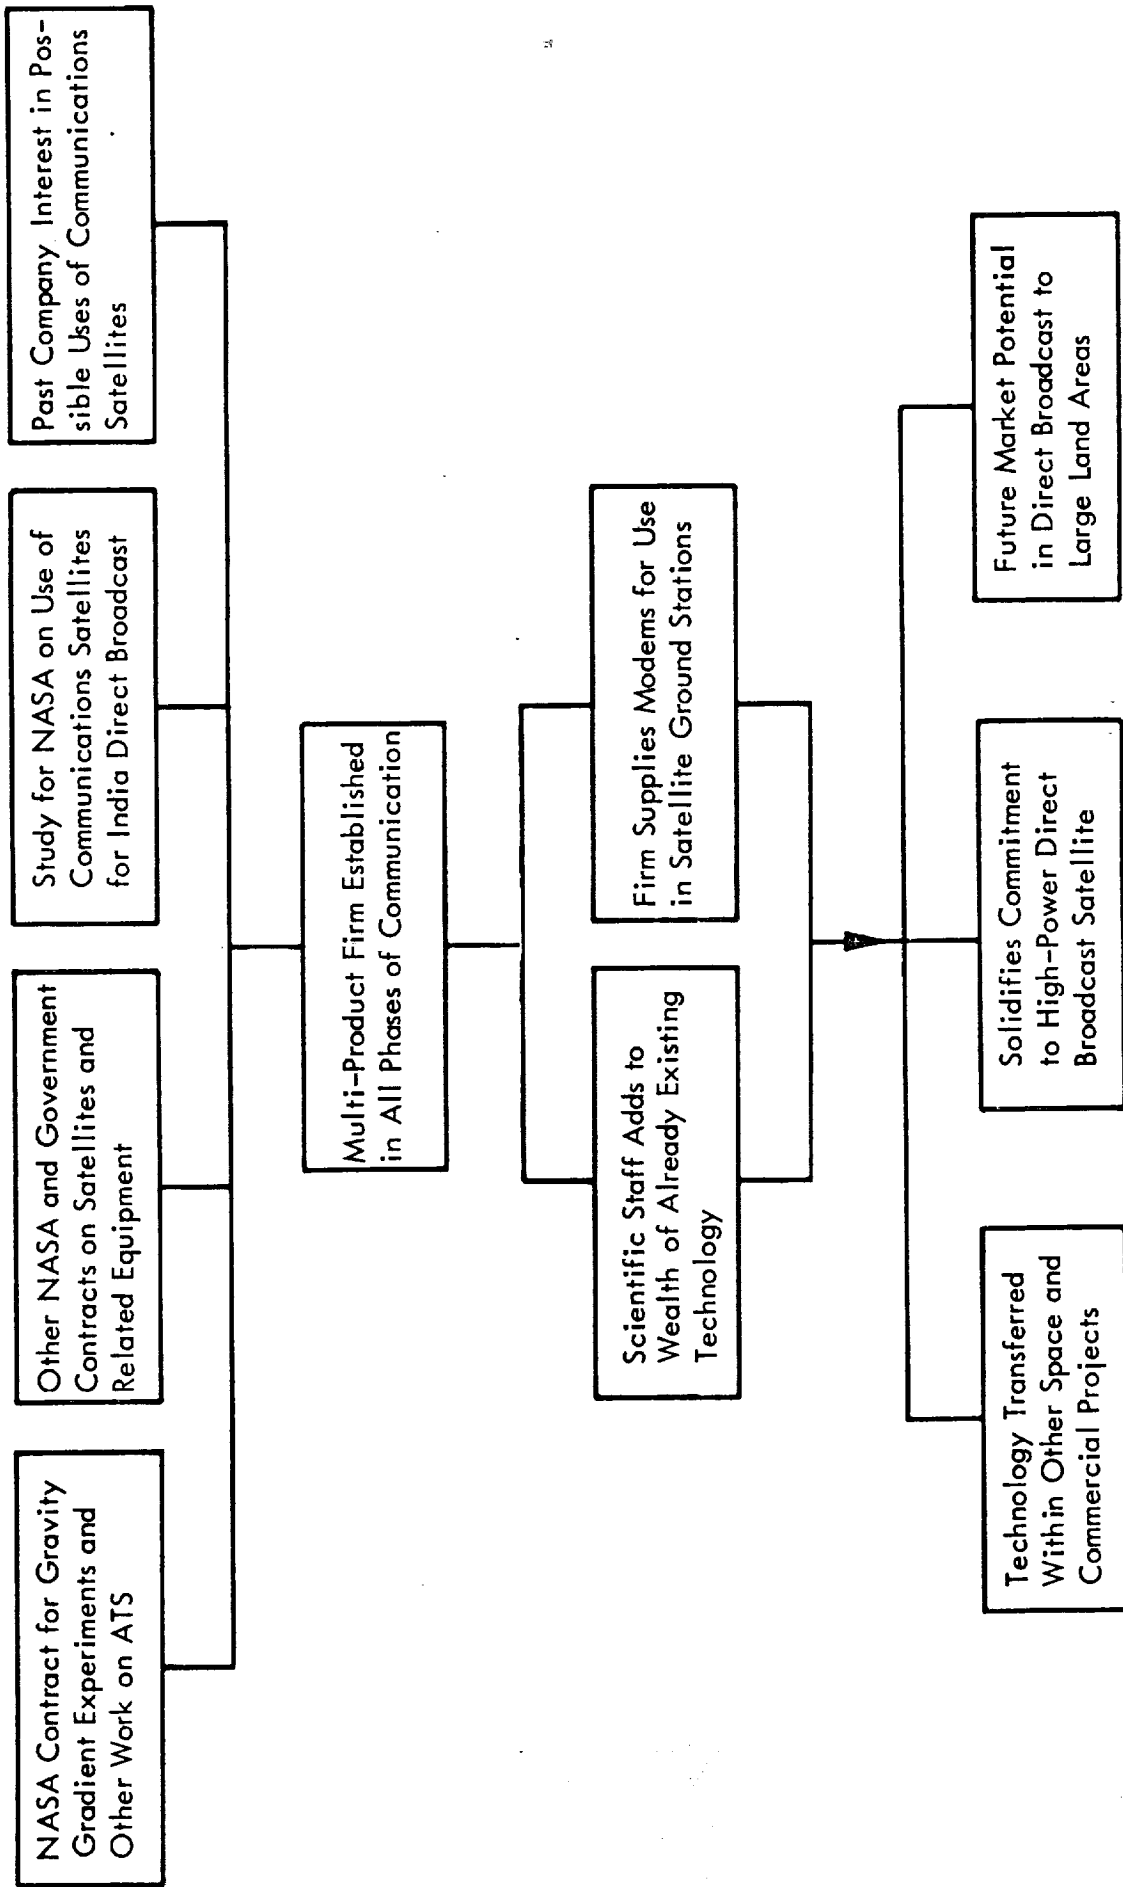 NASA Contract for Gravity
Gradient Experiments and
Other Work on ATS
Other NASA and Government
Contracts on Satellites and
Related Equipment
Study for NASA on Use of
Communications Satellites
for India Direct Broadcast
Past Company Interest in Pos-
sible Uses of Communications
Satellites
Multi-Product Firm Established
in All Phases of Communication
Scientific Staff Adds to
Wealth of Already Existing
Technology
Firm Supplies Modems for Use
in Satellite Ground Stations
Technology Transferred
Within Other Space and
Commercial Projects
Solidifies Commitment
to High-Power Direct
Broadcast Satellite
Future Market Potential
in Direct Broadcast to
Large Land Areas